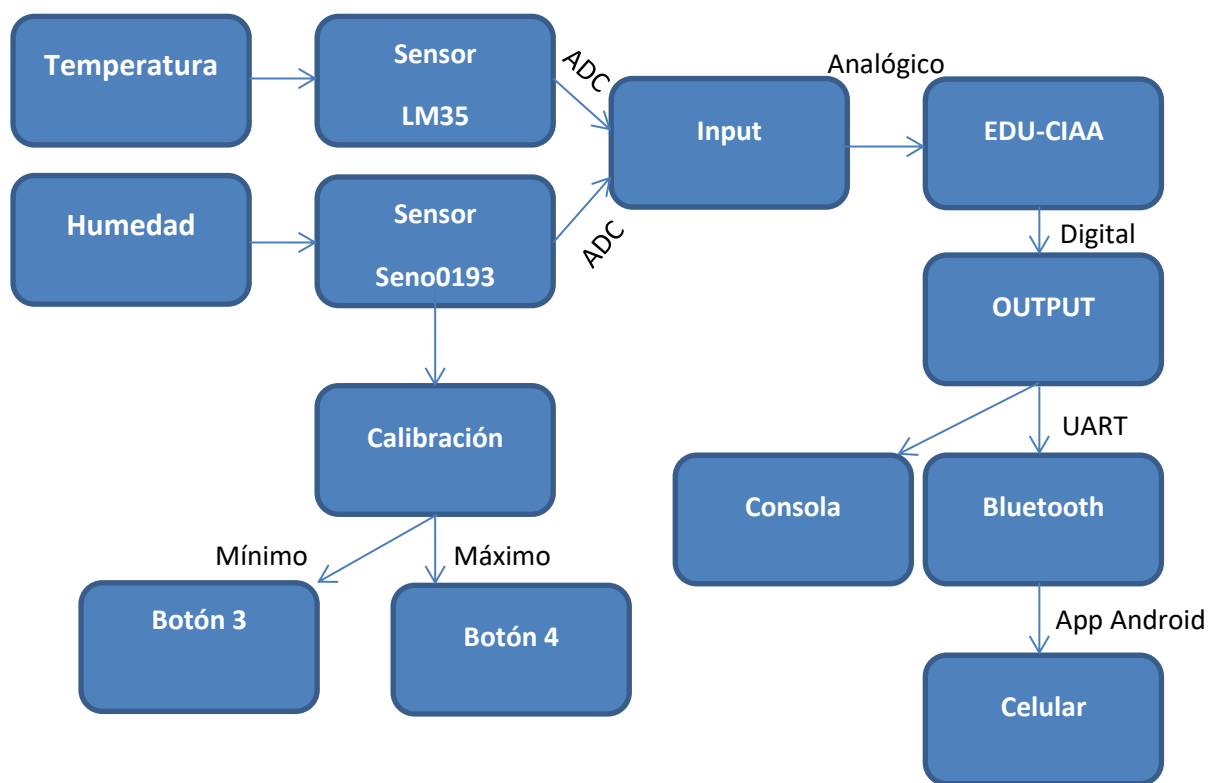 Temperatura
Sensor
LM35
ADC
Input
Analógico
EDU-CIAA
Humedad
Sensor
Seno0193
ADC
Digital
OUTPUT
Calibración
UART
Consola
Bluetooth
Mínimo
Máximo
Botón 3
Botón 4
App Android
Celular